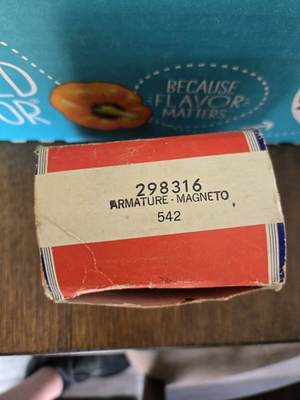 BECAUSE
FLAVOR
MATTERS
298316
ARMATURE - MAGNETO
542